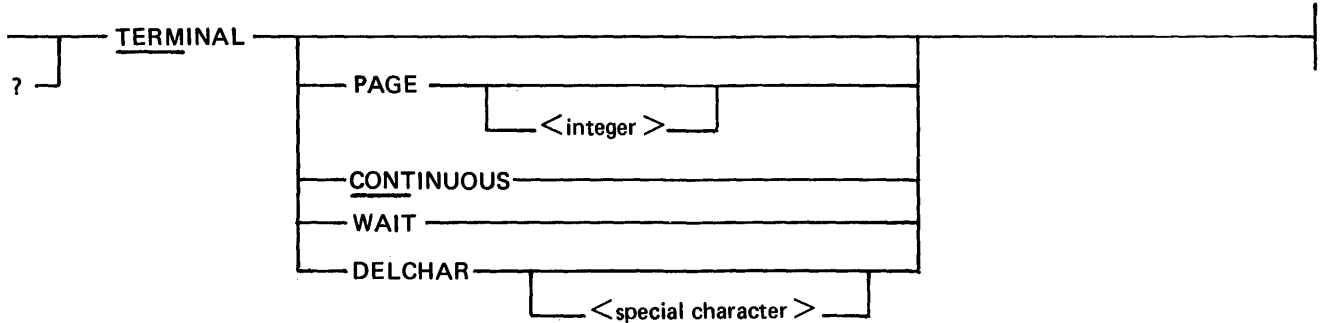 TERMINAL
?
PAGE
<integer>
CONTINUOUS
WAIT
DELCHAR
<special character>